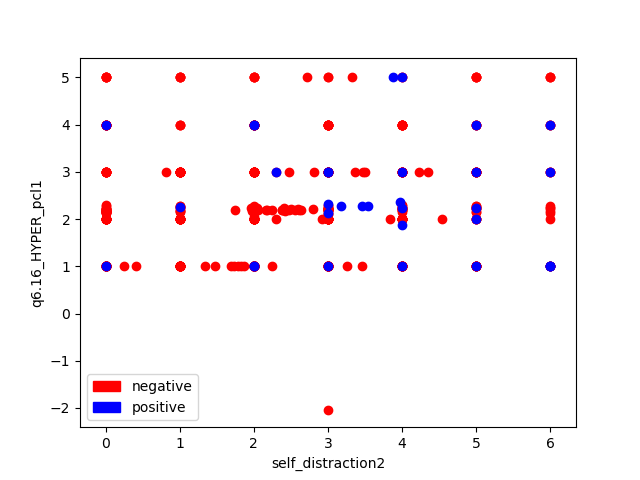 5
4
3
2
1
0
−1
−2
q6.16_HYPER_pcl1
negative
positive
0 1 2 3 4 5 6
self_distraction2